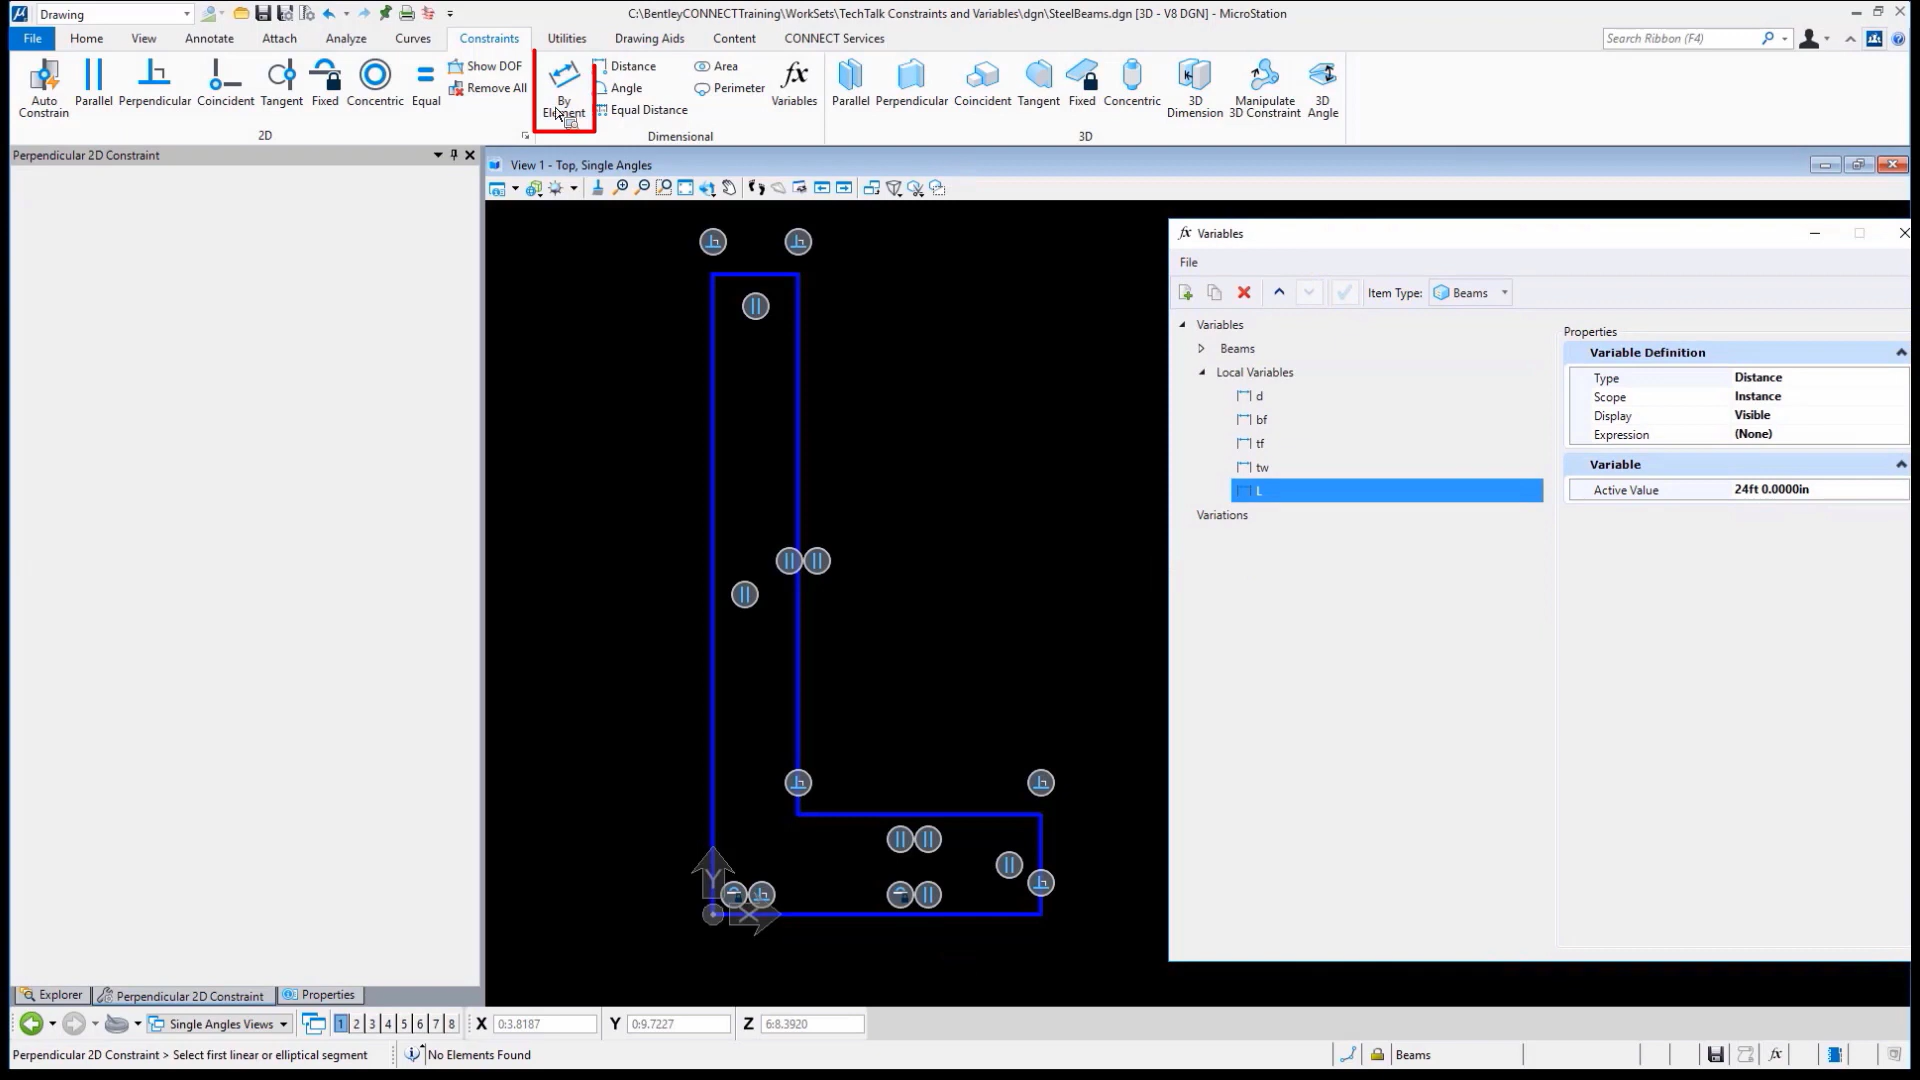 Drawing
C:\BentleyCONNECTTraining\WorkSets\TechTalk Constraints and Variables\dgn\SteelBeams.dgn [3D - V8 DGN] - MicroStation
File Home View Annotate Attach Analyze Curves Constraints Utilities Drawing Aids Content CONNECT Services Search Ribbon (F4)
Auto Constrain
Parallel
Perpendicular
Coincident
Tangent
Fixed
Concentric
Equal
Show DOF
Remove All
2D
By Element
Distance
Angle
Equal Distance
Area
Perimeter
fx
Variables
Dimensional
Parallel
Perpendicular
Coincident
Tangent
Fixed
Concentric
3D Dimension
Manipulate 3D Constraint
3D Angle
3D
Perpendicular 2D Constraint
View 1 - Top, Single Angles
Y
X
fx Variables
File
Item Type: Beams
Variables
Beams
Local Variables
d
bf
tf
tw
L
Variations
Properties
Variable Definition
Type Distance
Scope Instance
Display Visible
Expression (None)
Variable
Active Value 24ft 0.0000in
Explorer Perpendicular 2D Constraint Properties
Single Angles Views 1 2 3 4 5 6 7 8 X 0:3.8187 Y 0:9.7227 Z 6:8.3920
Perpendicular 2D Constraint > Select first linear or elliptical segment No Elements Found Beams fx